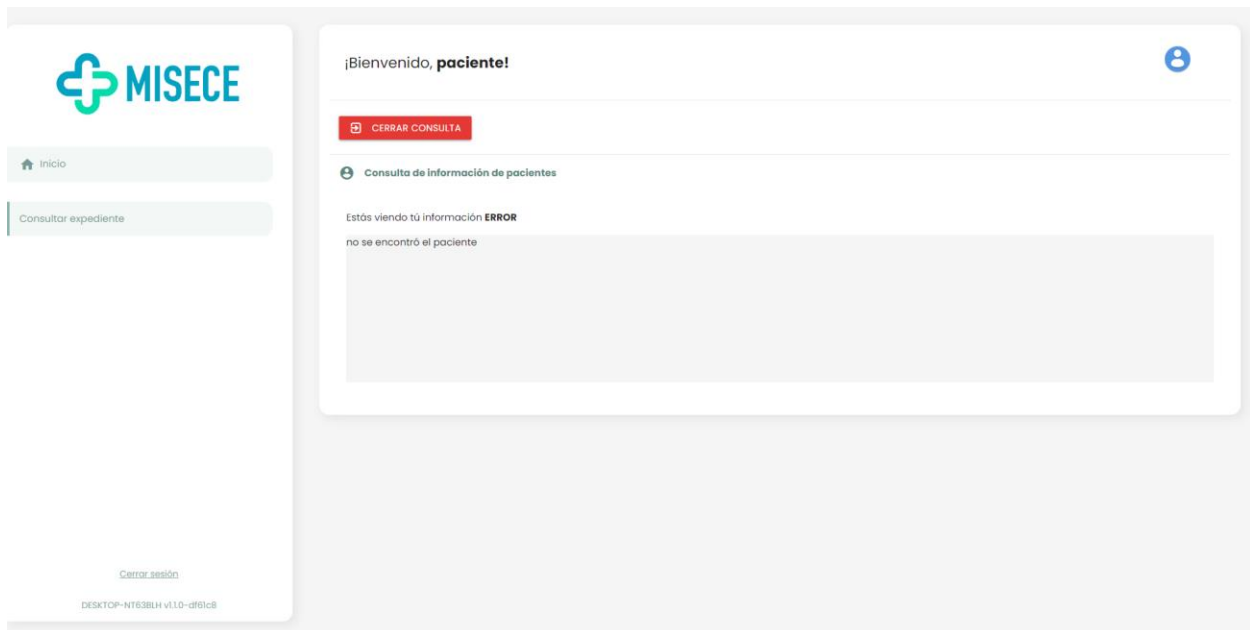 MISECE
Inicio
Consultar expediente
Cerrar sesión
DESKTOP-NT63BLH v1.1.0-df61c8
¡Bienvenido, paciente!
CERRAR CONSULTA
Consulta de información de pacientes
Estás viendo tú información ERROR
no se encontró el paciente